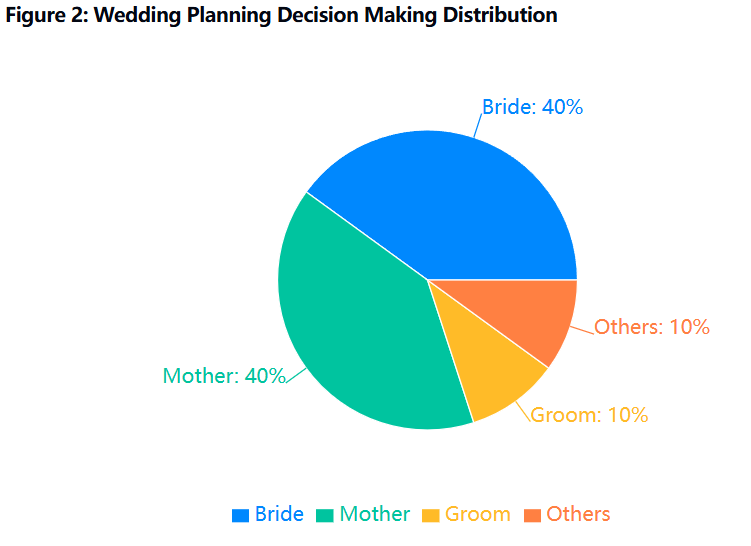 Figure 2: Wedding Planning Decision Making Distribution
Bride: 40%
Others: 10%
Mother: 40%
Groom: 10%
Bride Mother Groom Others